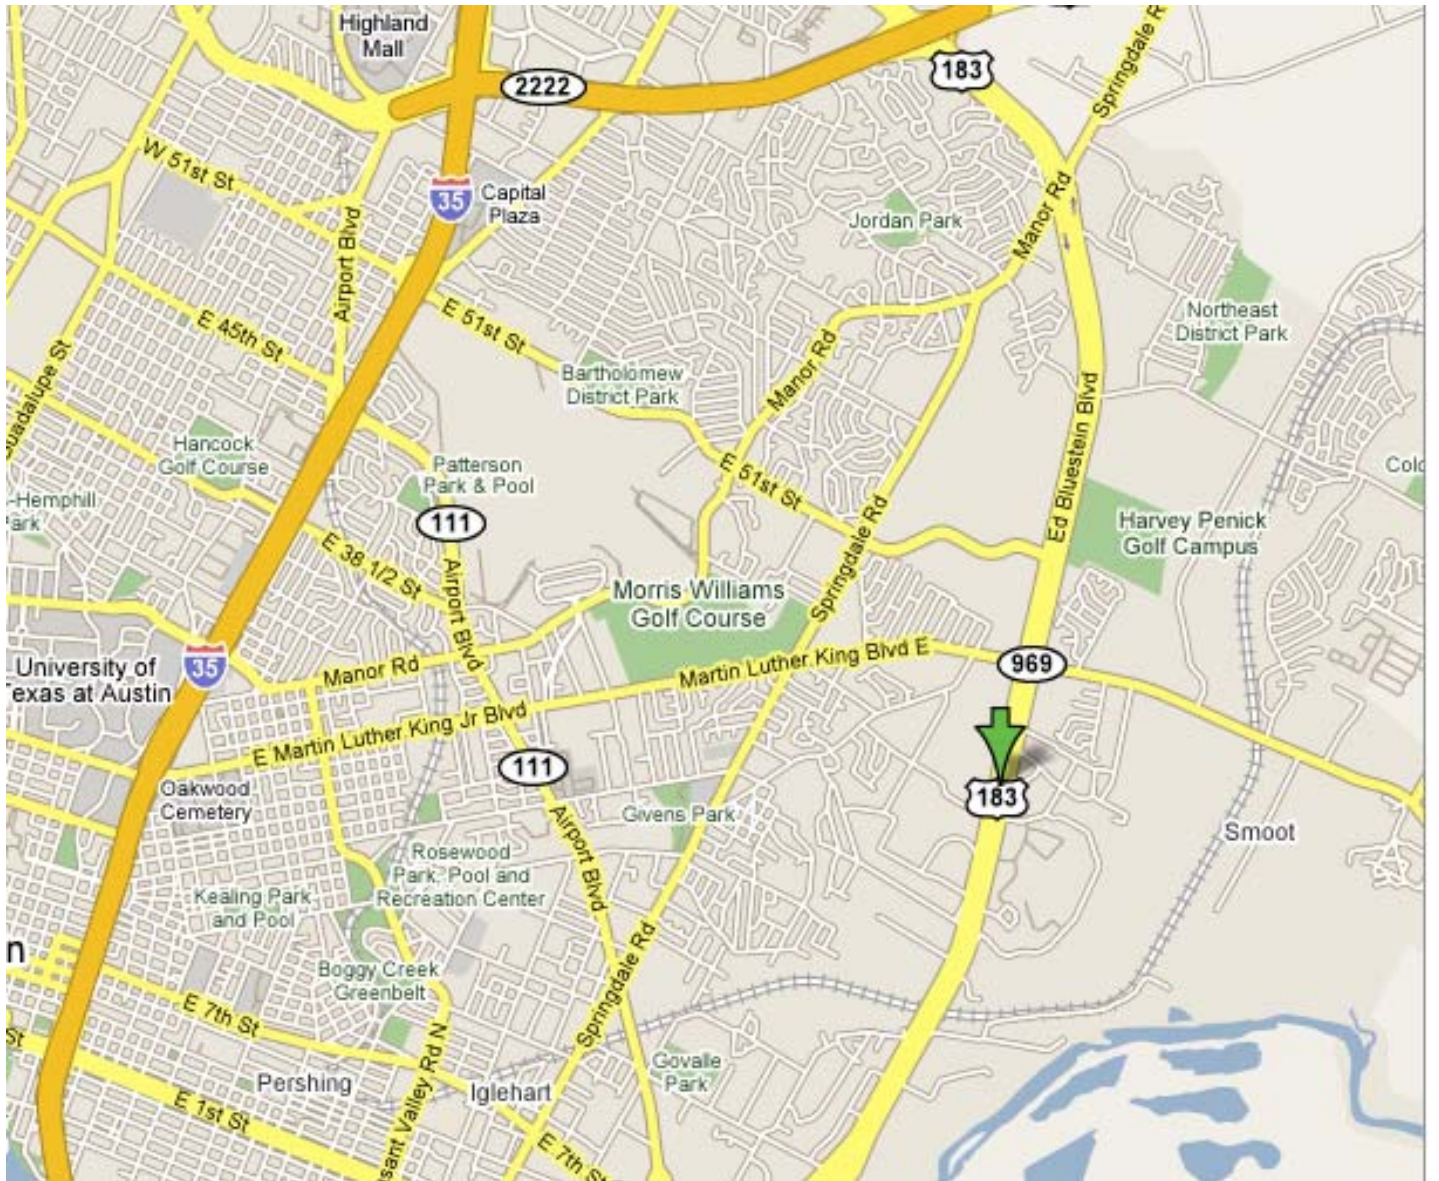 Highland
Mall
2222
183
Springdale R
W 51st St
35
Capital
Plaza
Airport Blvd
Jordan Park
Manor Rd
E 51st St
E 45th St
Northeast
District Park
Bartholomew
District Park
Manor Rd
Ed Bluestein Blvd
uadalupe St
Hancock
Golf Course
Patterson
Park & Pool
E 51st St
Colo
-Hemphill
Park
111
Springdale Rd
Harvey Penick
Golf Campus
E 38 1/2 St
Airport Blvd
Morris Williams
Golf Course
University of
Texas at Austin
35
Manor Rd
Martin Luther King Blvd E
969
E Martin Luther King Jr Blvd
111
Oakwood
Cemetery
183
Givens Park
Smoot
Airport Blvd
Rosewood
Park, Pool and
Recreation Center
Kealing Park
and Pool
n
Boggy Creek
Greenbelt
Springdale Rd
E 7th St
St
Govalle
Park
Pershing
Iglehart
sant Valley Rd N
E 1st St
E 7th St